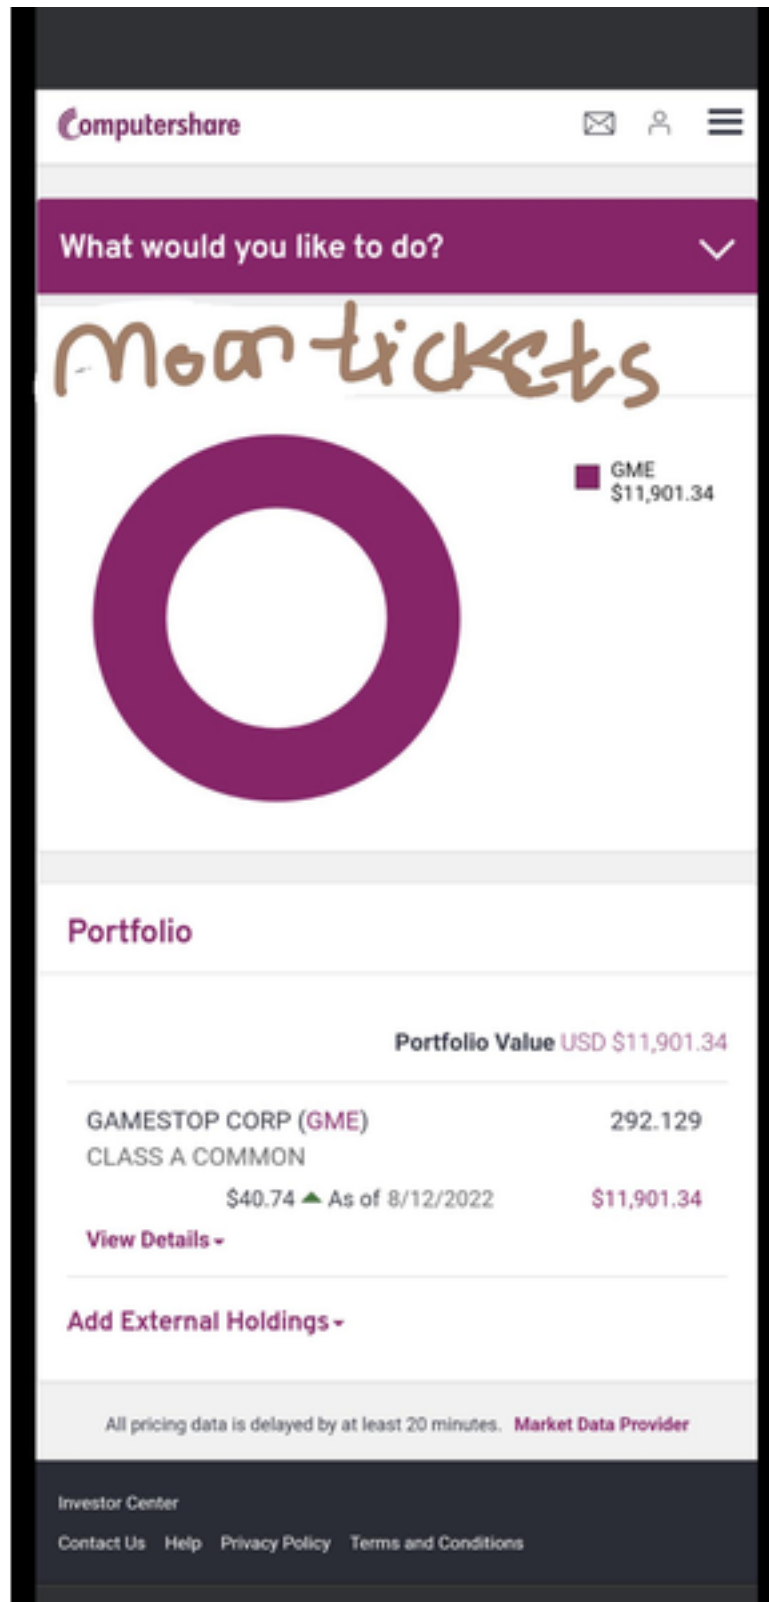 Computershare
What would you like to do?
Moon tickets
GME
$11,901.34
Portfolio
Portfolio Value USD $11,901.34
GAMESTOP CORP (GME) 292.129
CLASS A COMMON
$40.74 As of 8/12/2022 $11,901.34
View Details
Add External Holdings
All pricing data is delayed by at least 20 minutes. Market Data Provider
Investor Center
Contact Us Help Privacy Policy Terms and Conditions